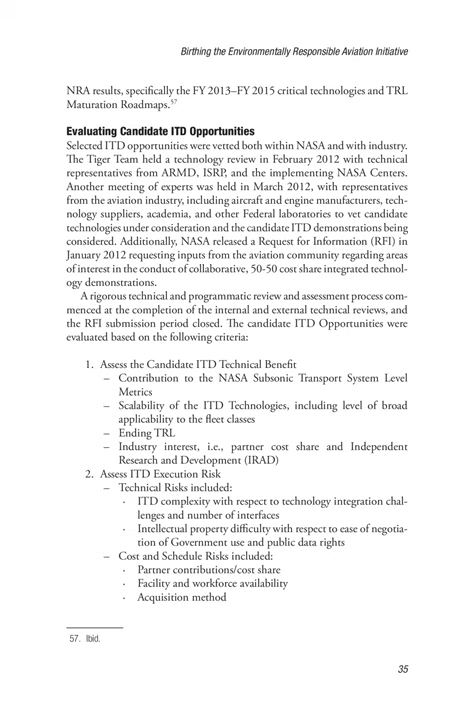 Birthing the Environmentally Responsible Aviation Initiative
NRA results, specifically the FY 2013–FY 2015 critical technologies and TRL
Maturation Roadmaps.57
Evaluating Candidate ITD Opportunities
Selected ITD opportunities were vetted both within NASA and with industry.
The Tiger Team held a technology review in February 2012 with technical
representatives from ARMD, ISRP, and the implementing NASA Centers.
Another meeting of experts was held in March 2012, with representatives
from the aviation industry, including aircraft and engine manufacturers, tech-
nology suppliers, academia, and other Federal laboratories to vet candidate
technologies under consideration and the candidate ITD demonstrations being
considered. Additionally, NASA released a Request for Information (RFI) in
January 2012 requesting inputs from the aviation community regarding areas
of interest in the conduct of collaborative, 50-50 cost share integrated technol-
ogy demonstrations.
A rigorous technical and programmatic review and assessment process com-
menced at the completion of the internal and external technical reviews, and
the RFI submission period closed. The candidate ITD Opportunities were
evaluated based on the following criteria:
1. Assess the Candidate ITD Technical Benefit
– Contribution to the NASA Subsonic Transport System Level
Metrics
– Scalability of the ITD Technologies, including level of broad
applicability to the fleet classes
– Ending TRL
– Industry interest, i.e., partner cost share and Independent
Research and Development (IRAD)
2. Assess ITD Execution Risk
– Technical Risks included:
· ITD complexity with respect to technology integration chal-
lenges and number of interfaces
· Intellectual property difficulty with respect to ease of negotia-
tion of Government use and public data rights
– Cost and Schedule Risks included:
· Partner contributions/cost share
· Facility and workforce availability
· Acquisition method
57. Ibid.
35